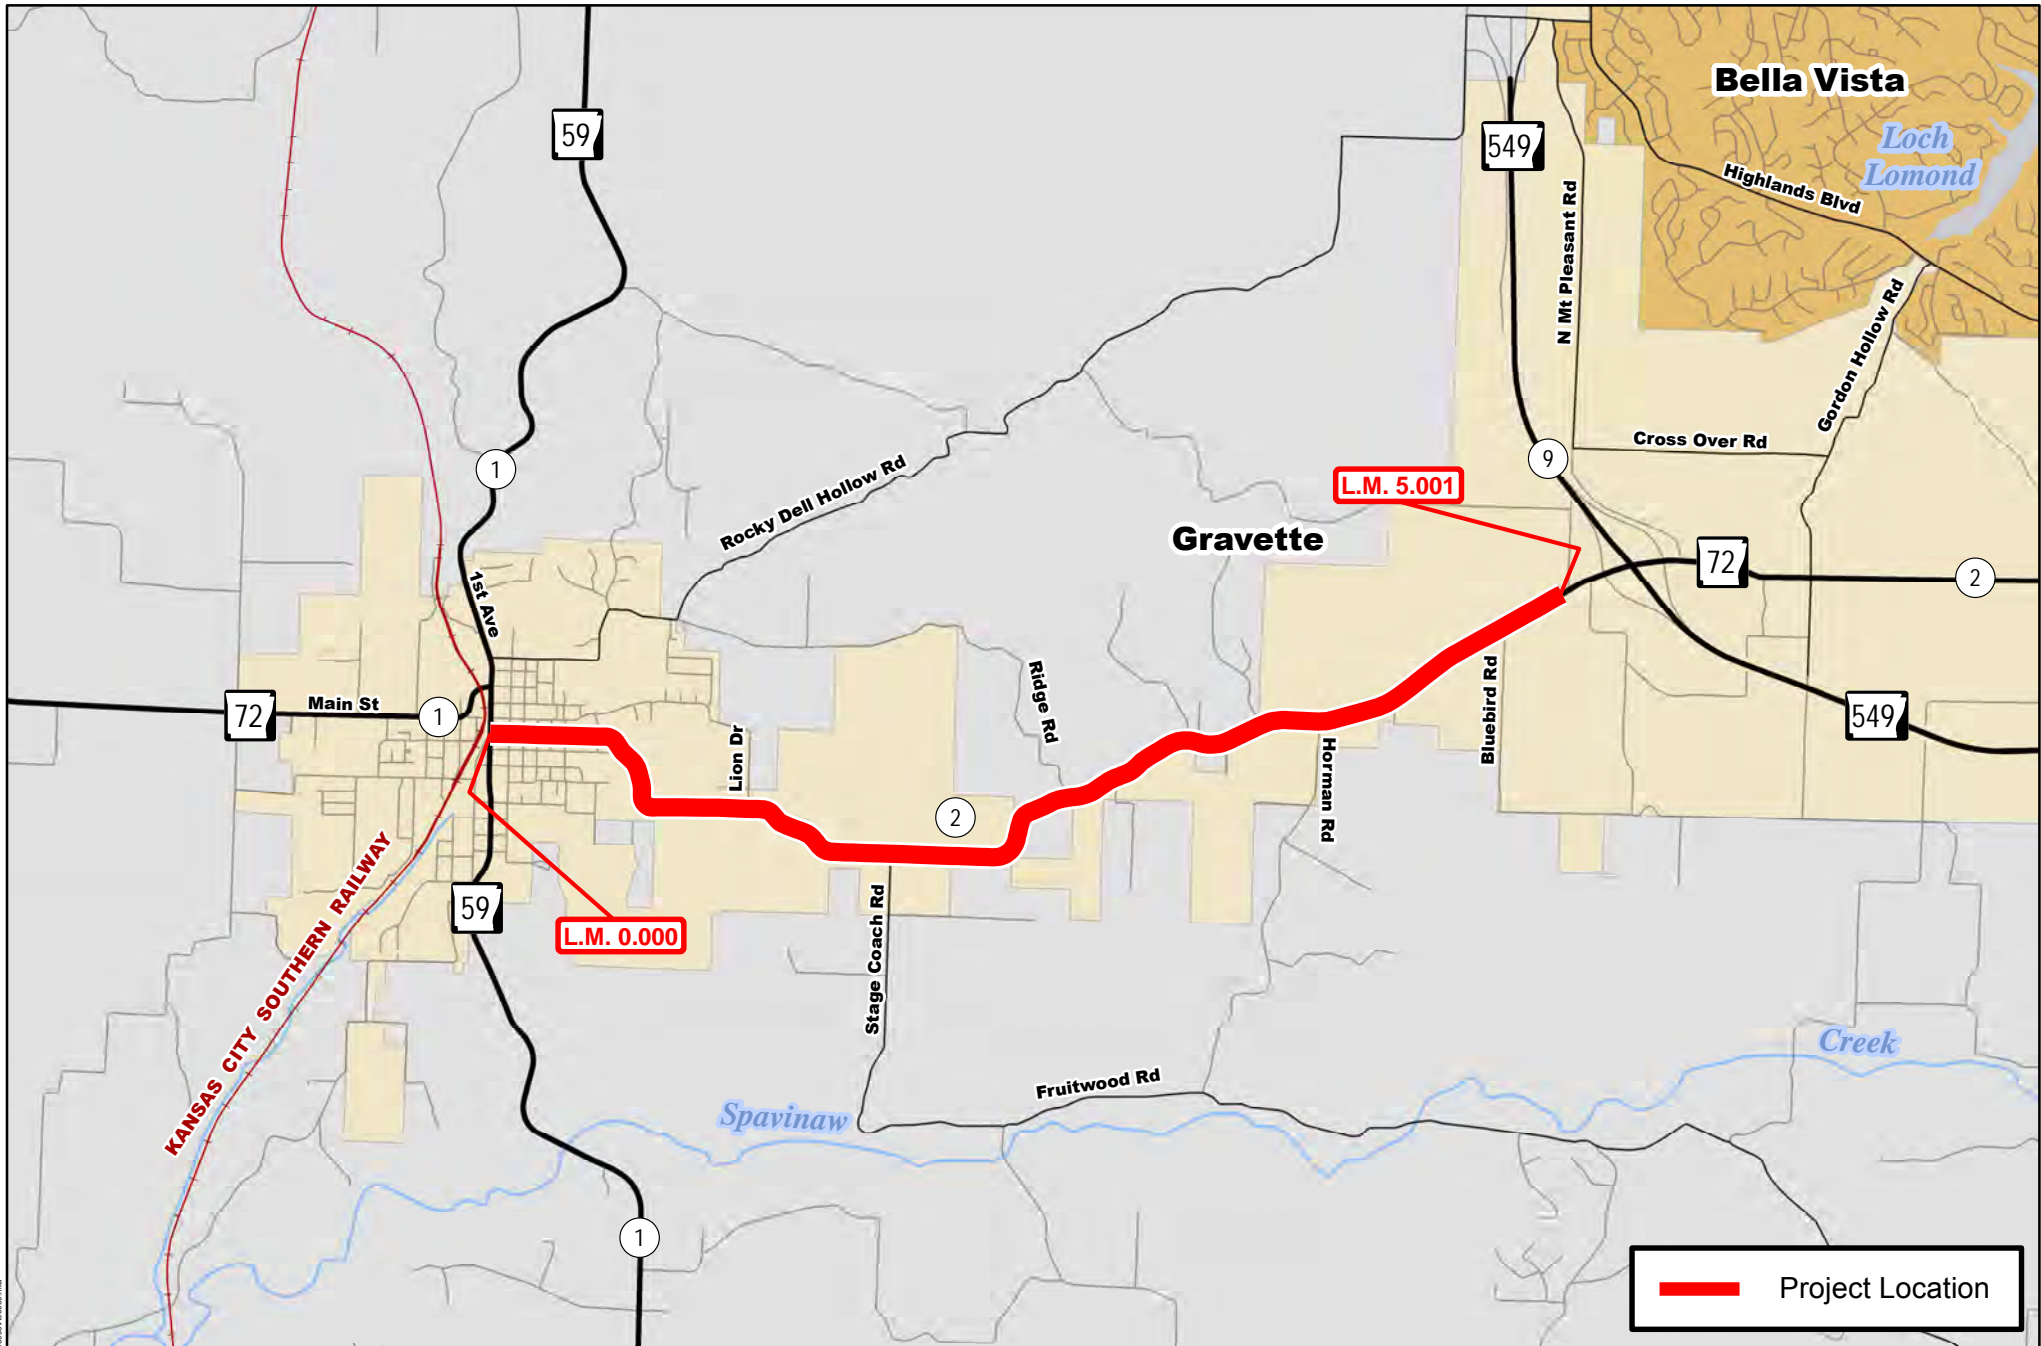 Bella Vista
59
549
Loch
Lomond
Highlands Blvd
N Mt Pleasant Rd
Gordon Hollow Rd
Cross Over Rd
9
1
Rocky Dell Hollow Rd
L.M. 5.001
Gravette
72
2
1st Ave
Ridge Rd
Bluebird Rd
72
Main St
1
549
Lion Dr
Horman Rd
2
KANSAS CITY SOUTHERN RAILWAY
59
L.M. 0.000
Stage Coach Rd
Creek
Fruitwood Rd
Spavinaw
1
Project Location